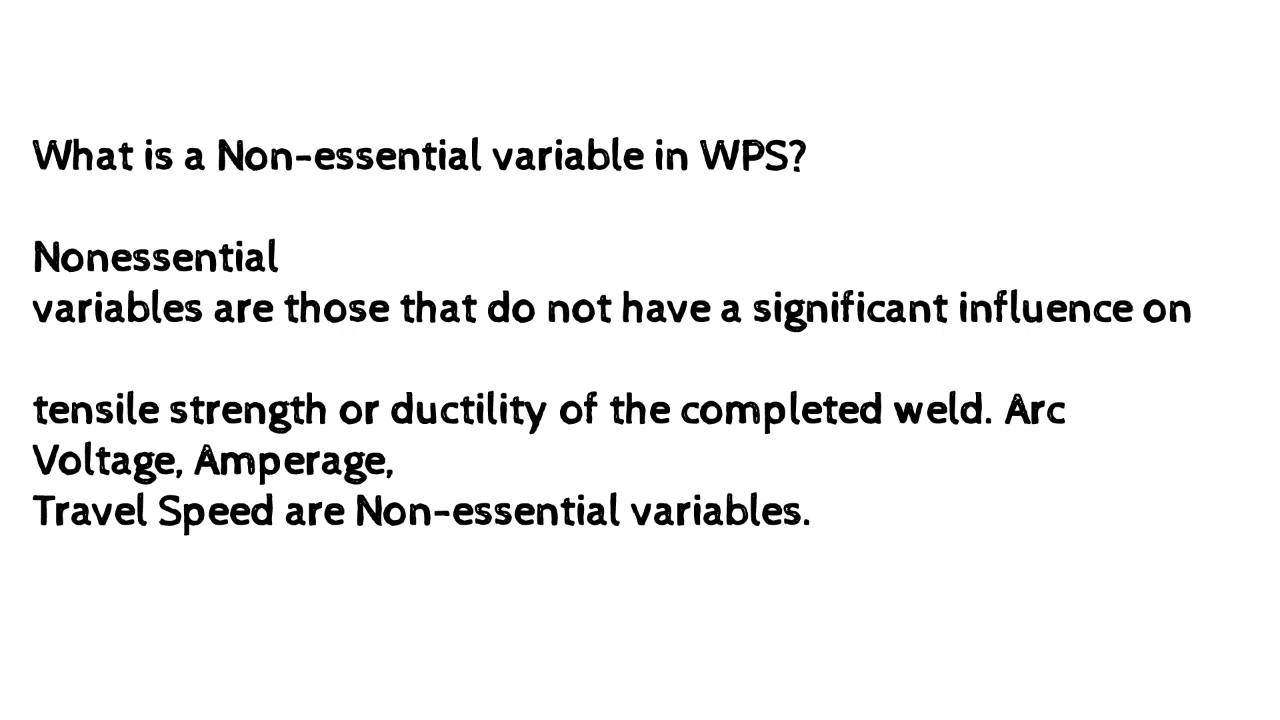 What is a Non-essential variable in WPS?
Nonessential
variables are those that do not have a significant influence on
tensile strength or ductility of the completed weld. Arc
Voltage, Amperage,
Travel Speed are Non-essential variables.